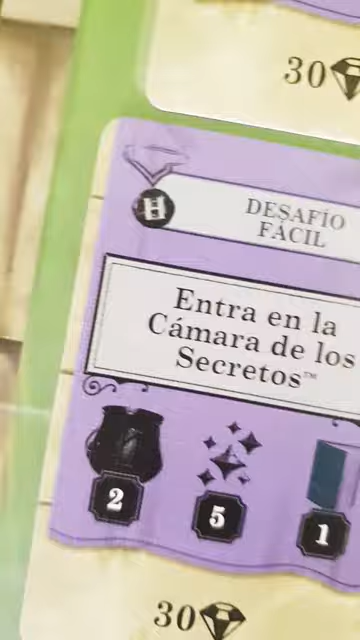 30
H
DESAFÍO
FÁCIL
Entra en la
Cámara de los
Secretos™
2
5
1
30